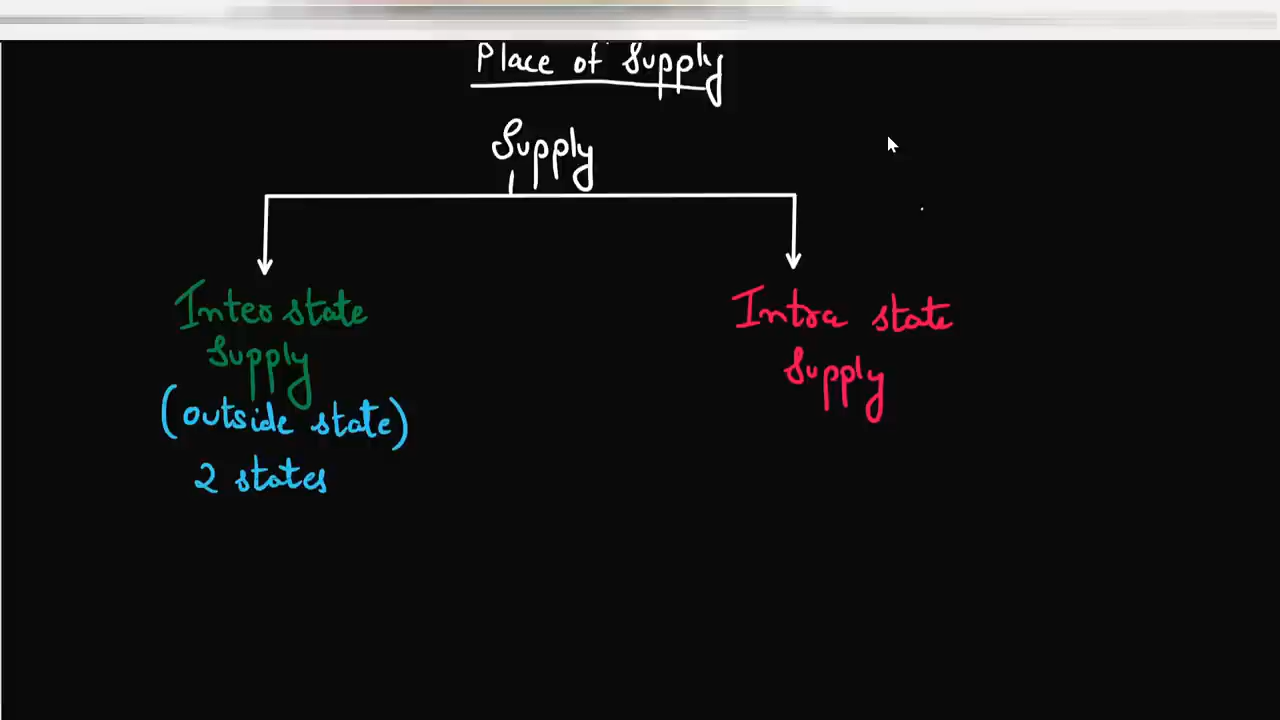 Place of Supply
Supply
Inter state
Supply
(outside state)
2 states
Intra state
Supply